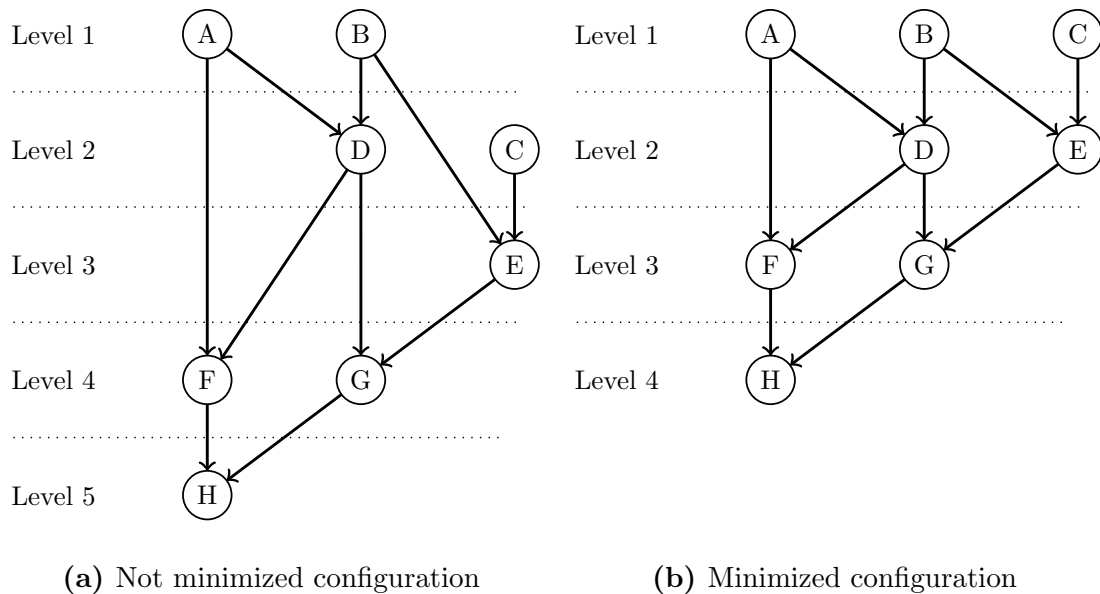 Level 1 A B
Level 2 D C
Level 3 E
Level 4 F G
Level 5 H
(a) Not minimized configuration
Level 1 A B C
Level 2 D E
Level 3 F G
Level 4 H
(b) Minimized configuration